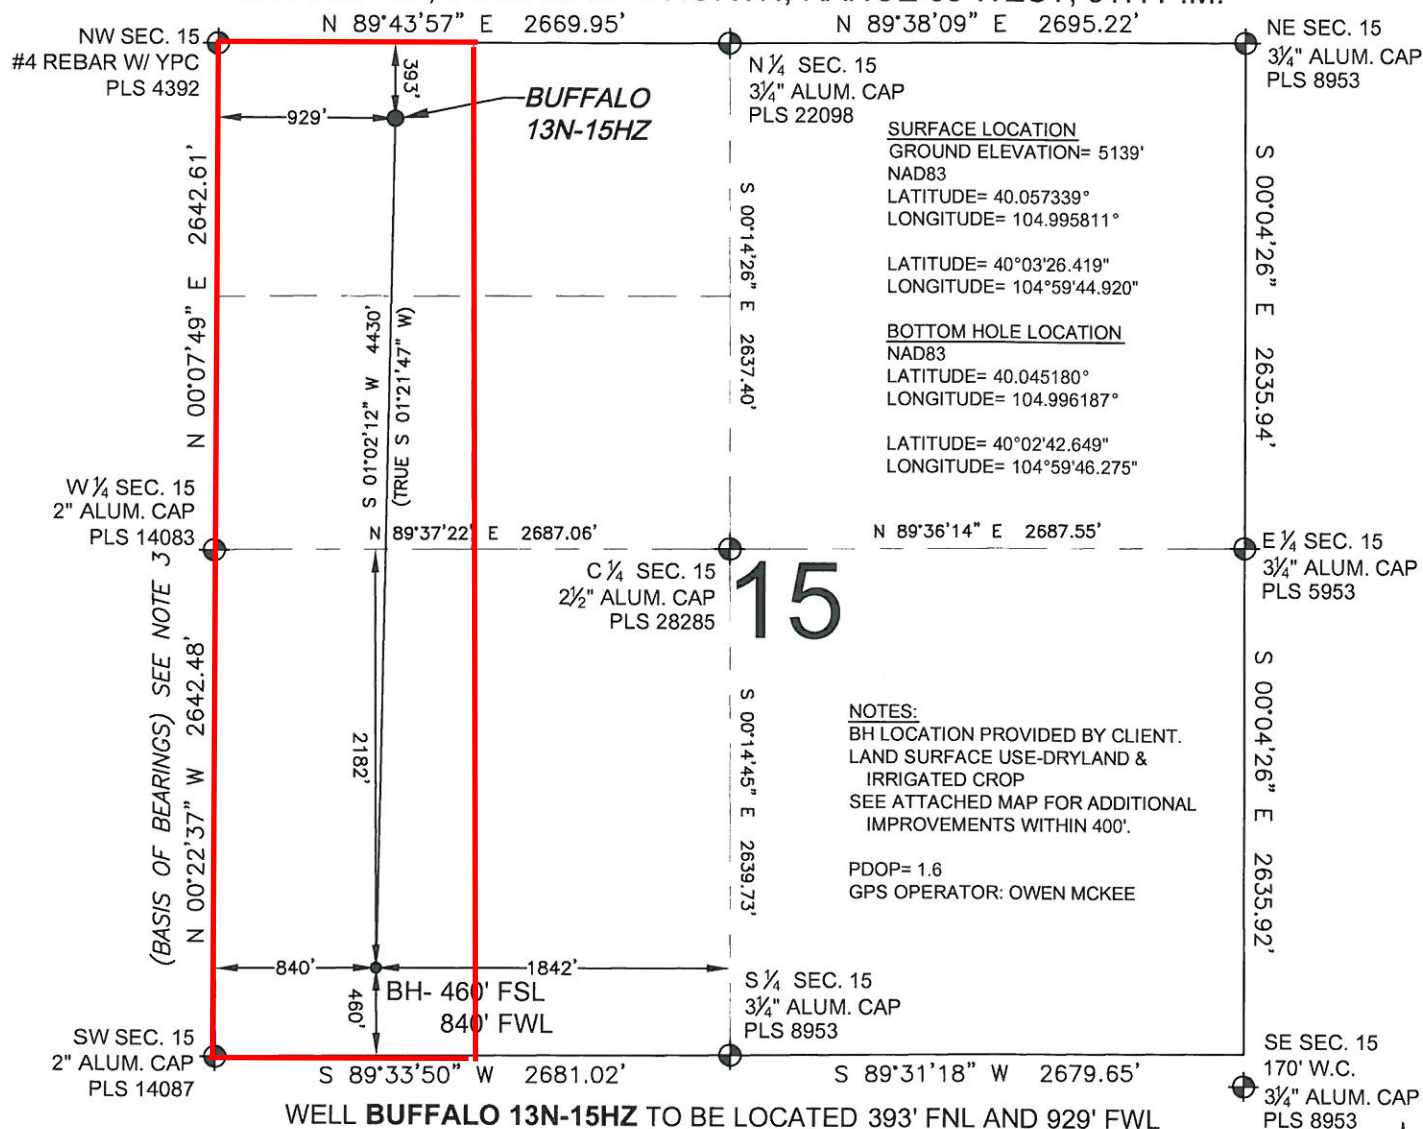 N 89°43'57" E 2669.95'
N 89°38'09" E 2695.22'
NW SEC. 15
#4 REBAR W/ YPC
PLS 4392
N ¼ SEC. 15
3¼" ALUM. CAP
PLS 22098
NE SEC. 15
3¼" ALUM. CAP
PLS 8953
393'
929'
BUFFALO
13N-15HZ
SURFACE LOCATION
GROUND ELEVATION= 5139'
NAD83
LATITUDE= 40.057339°
LONGITUDE= 104.995811°
LATITUDE= 40°03'26.419"
LONGITUDE= 104°59'44.920"
BOTTOM HOLE LOCATION
NAD83
LATITUDE= 40.045180°
LONGITUDE= 104.996187°
LATITUDE= 40°02'42.649"
LONGITUDE= 104°59'46.275"
N 00°07'49" E 2642.61'
S 01°02'12" W 4430'
(TRUE S 01°21'47" W)
S 00°14'26" E 2637.40'
S 00°04'26" E 2635.94'
W ¼ SEC. 15
2" ALUM. CAP
PLS 14083
N 89°37'22" E 2687.06'
N 89°36'14" E 2687.55'
E ¼ SEC. 15
3¼" ALUM. CAP
PLS 5953
C ¼ SEC. 15
2½" ALUM. CAP
PLS 28285
15
(BASIS OF BEARINGS) SEE NOTE 3
N 00°22'37" W 2642.48'
2182'
S 00°14'45" E 2639.73'
S 00°04'26" E 2635.92'
NOTES:
BH LOCATION PROVIDED BY CLIENT.
LAND SURFACE USE-DRYLAND &
IRRIGATED CROP
SEE ATTACHED MAP FOR ADDITIONAL
IMPROVEMENTS WITHIN 400'.
PDOP= 1.6
GPS OPERATOR: OWEN MCKEE
840'
1842'
460'
BH- 460' FSL
840' FWL
S ¼ SEC. 15
3¼" ALUM. CAP
PLS 8953
SW SEC. 15
2" ALUM. CAP
PLS 14087
S 89°33'50" W 2681.02'
S 89°31'18" W 2679.65'
SE SEC. 15
170' W.C.
3¼" ALUM. CAP
PLS 8953
WELL BUFFALO 13N-15HZ TO BE LOCATED 393' FNL AND 929' FWL